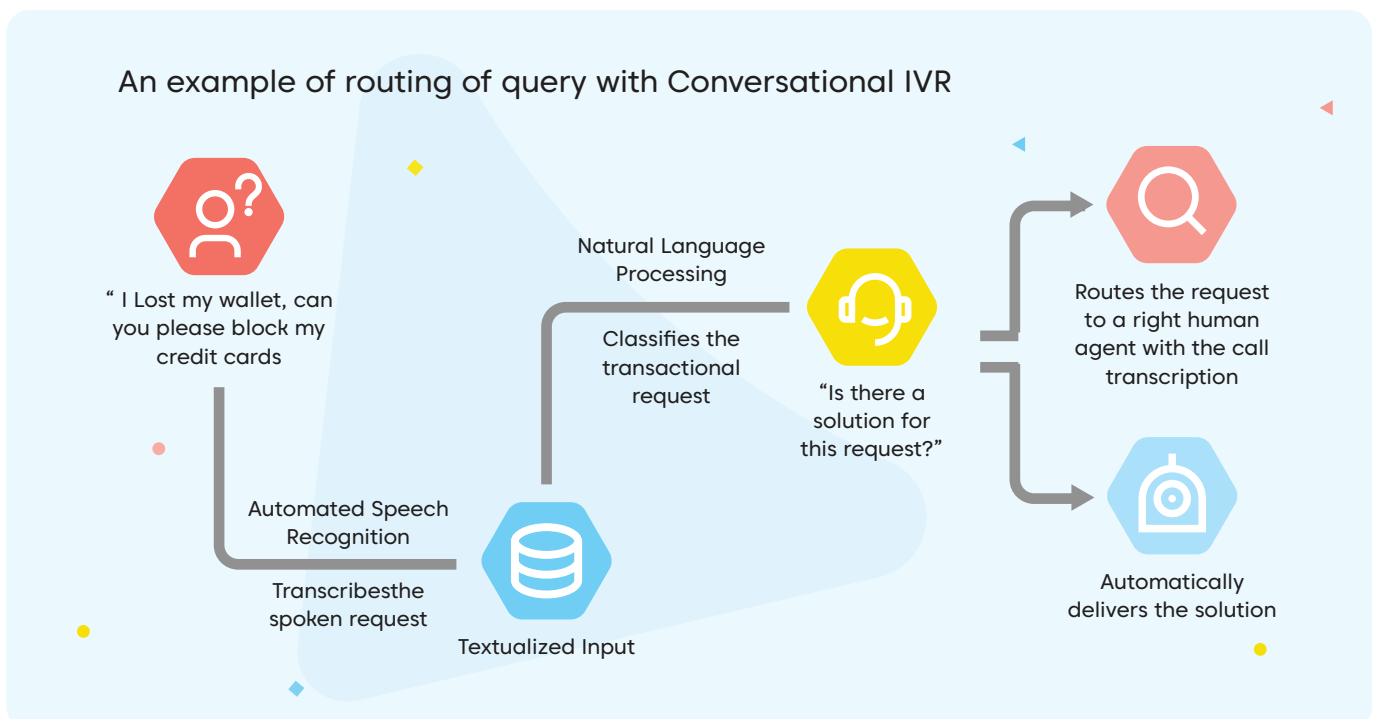 An example of routing of query with Conversational IVR
“ I Lost my wallet, can
you please block my
credit cards
Automated Speech
Recognition
Transcribesthe
spoken request
Textualized Input
Natural Language
Processing
Classifies the
transactional
request
“Is there a
solution for
this request?”
Routes the request
to a right human
agent with the call
transcription
Automatically
delivers the solution